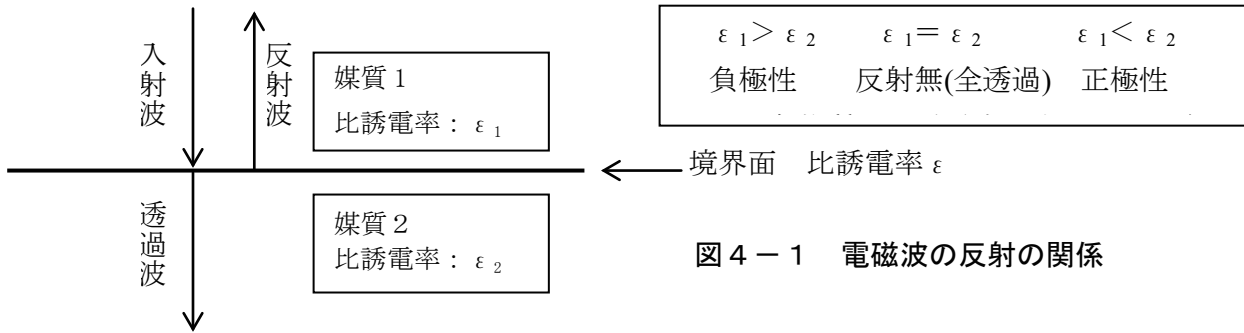 入射波
反射波
媒質１
比誘電率：ε₁
ε₁＞ε₂　ε₁＝ε₂　ε₁＜ε₂
負極性　反射無(全透過)　正極性
境界面　比誘電率ε
透過波
媒質２
比誘電率：ε₂
図４－１　電磁波の反射の関係